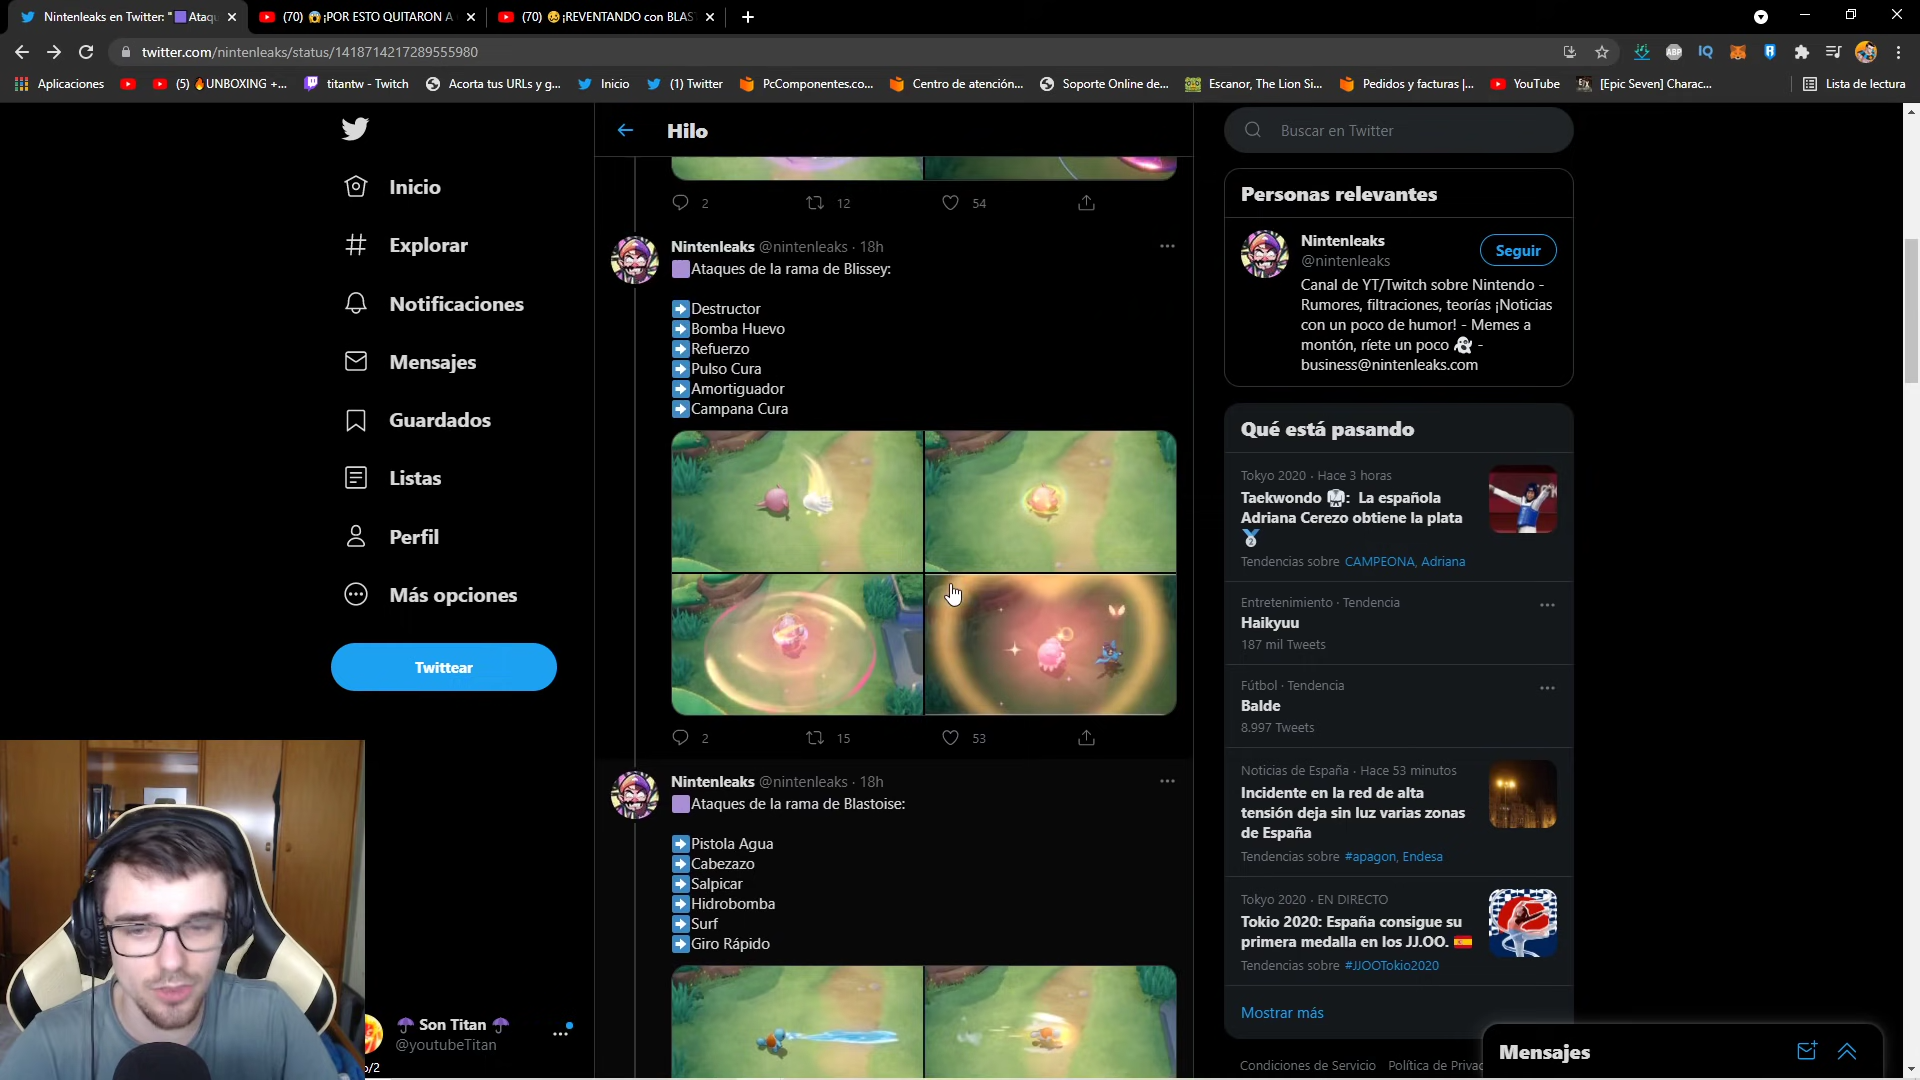 Nintenleaks en Twitter: "🟪Ataqu
(70) 😱¡POR ESTO QUITARON A
(70) 🥴¡REVENTANDO con BLAS
twitter.com/nintenleaks/status/1418714217289555980
Aplicaciones
(5) 🔥UNBOXING +...
titantw - Twitch
Acorta tus URLs y g...
Inicio
(1) Twitter
PcComponentes.co...
Centro de atención...
Soporte Online de...
Escanor, The Lion Si...
Pedidos y facturas |...
YouTube
[Epic Seven] Charac...
Lista de lectura
ABP
IQ
Inicio
Explorar
Notificaciones
Mensajes
Guardados
Listas
Perfil
Más opciones
Twittear
☂ Son Titan ☂
@youtubeTitan
/2
Hilo
2
12
54
Nintenleaks @nintenleaks · 18h
🟪Ataques de la rama de Blissey:
➡Destructor
➡Bomba Huevo
➡Refuerzo
➡Pulso Cura
➡Amortiguador
➡Campana Cura
2
15
53
Nintenleaks @nintenleaks · 18h
🟪Ataques de la rama de Blastoise:
➡Pistola Agua
➡Cabezazo
➡Salpicar
➡Hidrobomba
➡Surf
➡Giro Rápido
Buscar en Twitter
Personas relevantes
Nintenleaks
@nintenleaks
Seguir
Canal de YT/Twitch sobre Nintendo -
Rumores, filtraciones, teorías ¡Noticias
con un poco de humor! - Memes a
montón, ríete un poco 👻 -
business@nintenleaks.com
Qué está pasando
Tokyo 2020 · Hace 3 horas
Taekwondo 🥋: La española
Adriana Cerezo obtiene la plata
🥈
Tendencias sobre CAMPEONA, Adriana
Entretenimiento · Tendencia
Haikyuu
187 mil Tweets
Fútbol · Tendencia
Balde
8.997 Tweets
Noticias de España · Hace 53 minutos
Incidente en la red de alta
tensión deja sin luz varias zonas
de España
Tendencias sobre #apagon, Endesa
Tokyo 2020 · EN DIRECTO
Tokio 2020: España consigue su
primera medalla en los JJ.OO. 🇪🇸
Tendencias sobre #JJOOTokio2020
Mostrar más
Condiciones de Servicio Política de Privac
Mensajes